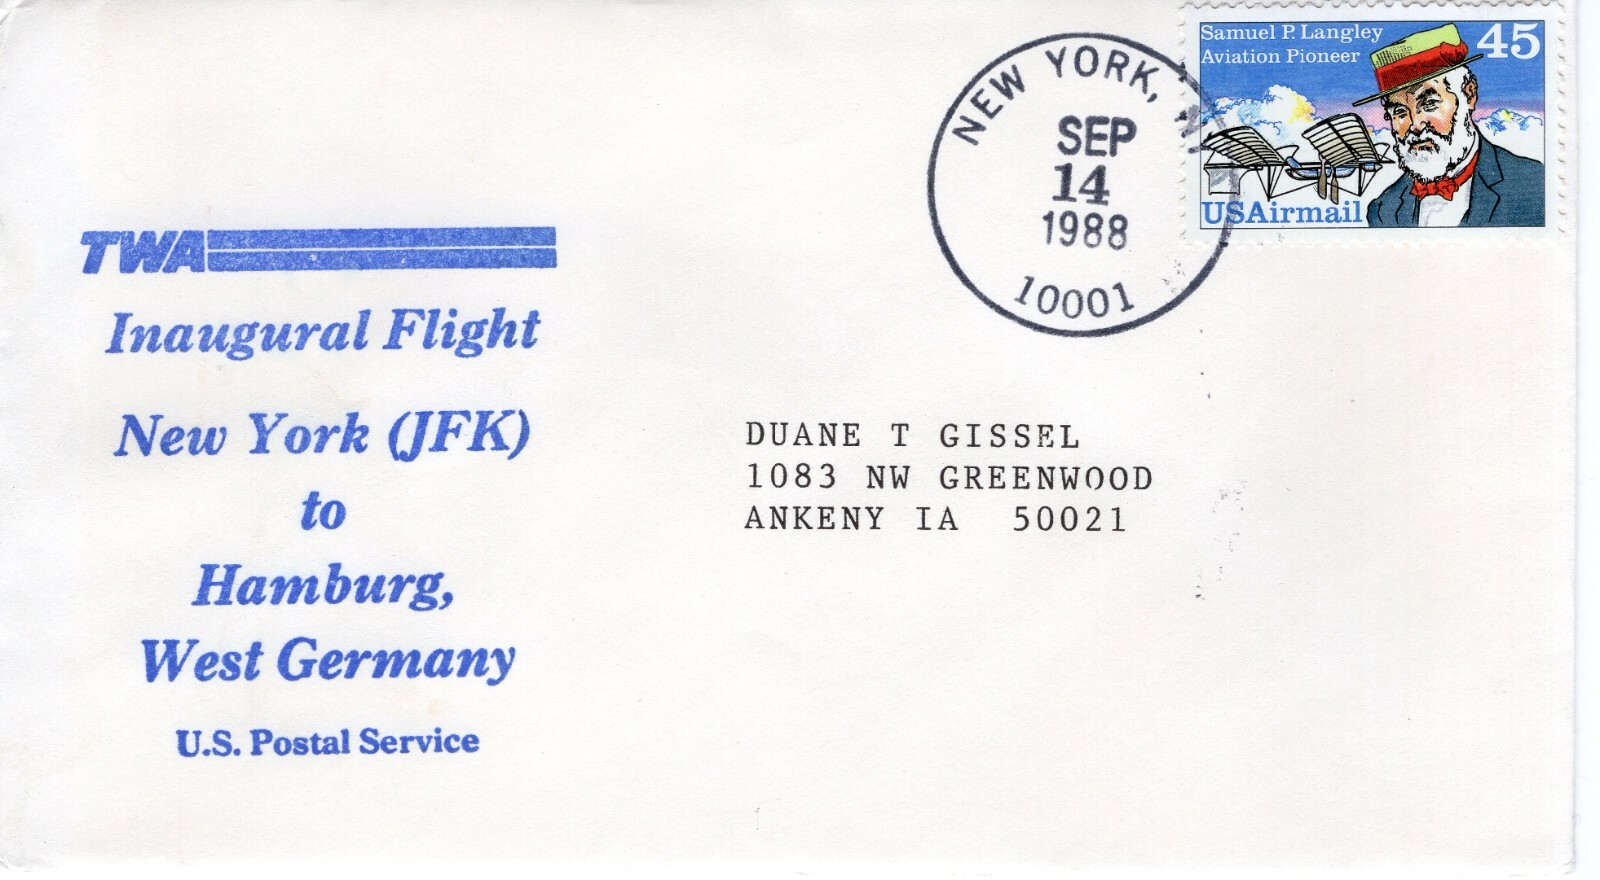 Samuel P. Langley
Aviation Pioneer
45
USAirmail
NEW YORK, N
SEP
14
1988
10001
TWA
Inaugural Flight
New York (JFK)
to
Hamburg,
West Germany
U.S. Postal Service
DUANE T GISSEL
1083 NW GREENWOOD
ANKENY IA 50021